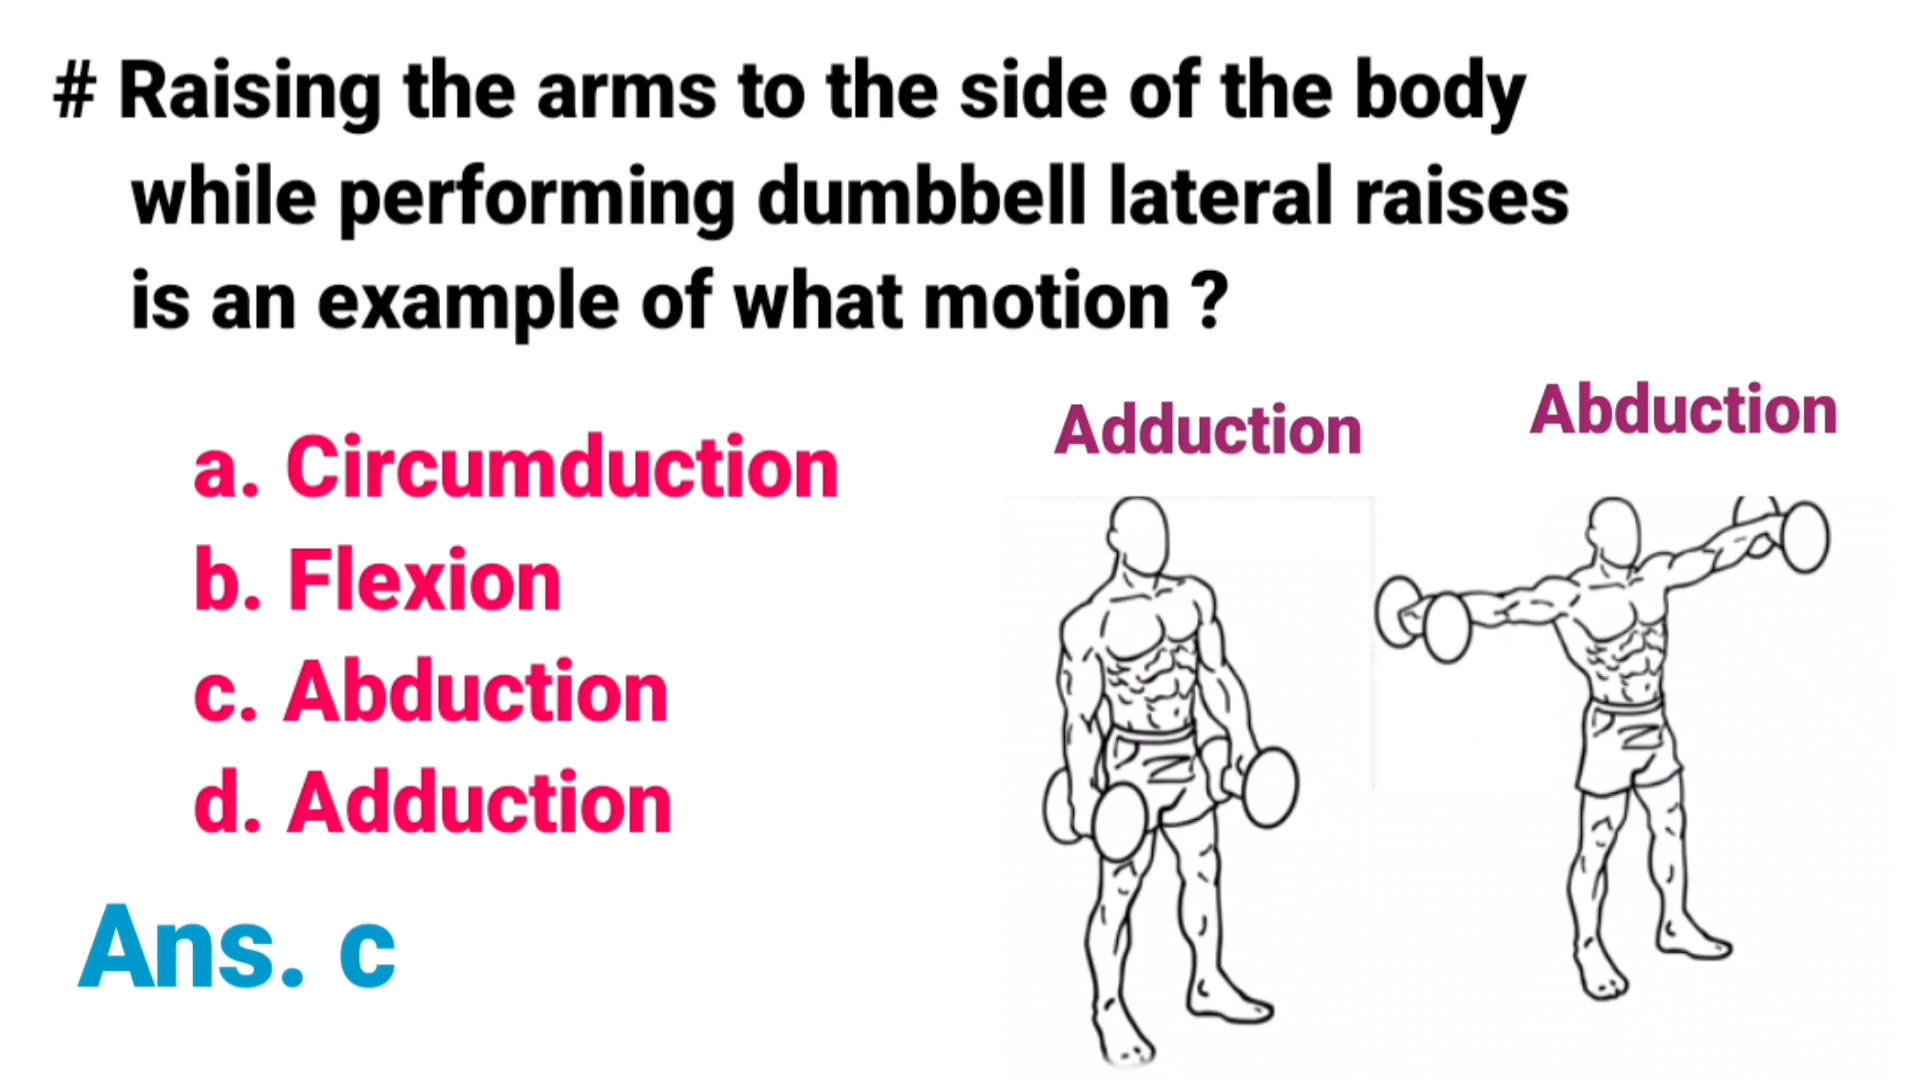 # Raising the arms to the side of the body
while performing dumbbell lateral raises
is an example of what motion ?
a. Circumduction
b. Flexion
c. Abduction
d. Adduction
Ans. c
Adduction
Abduction